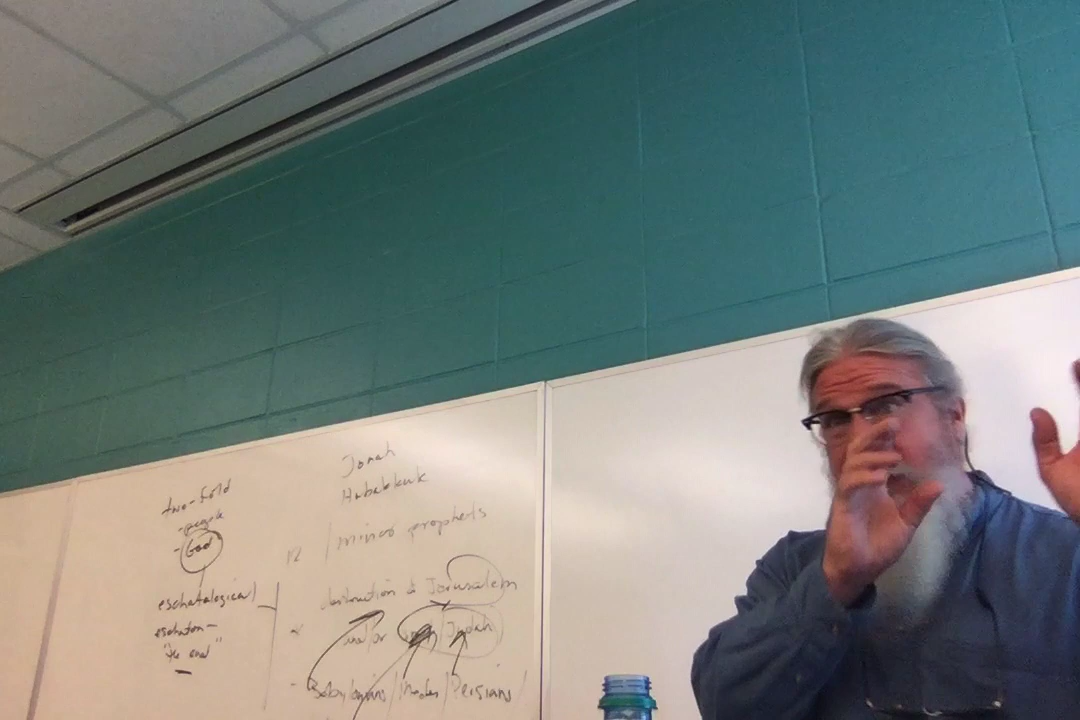 two-fold
- people
- God
eschatological
eschaton -
"the end"
Jonah
Habakkuk
12 / minor prophets
destruction of Jerusalem
Judah
- Babylonians / Medes / Persians /